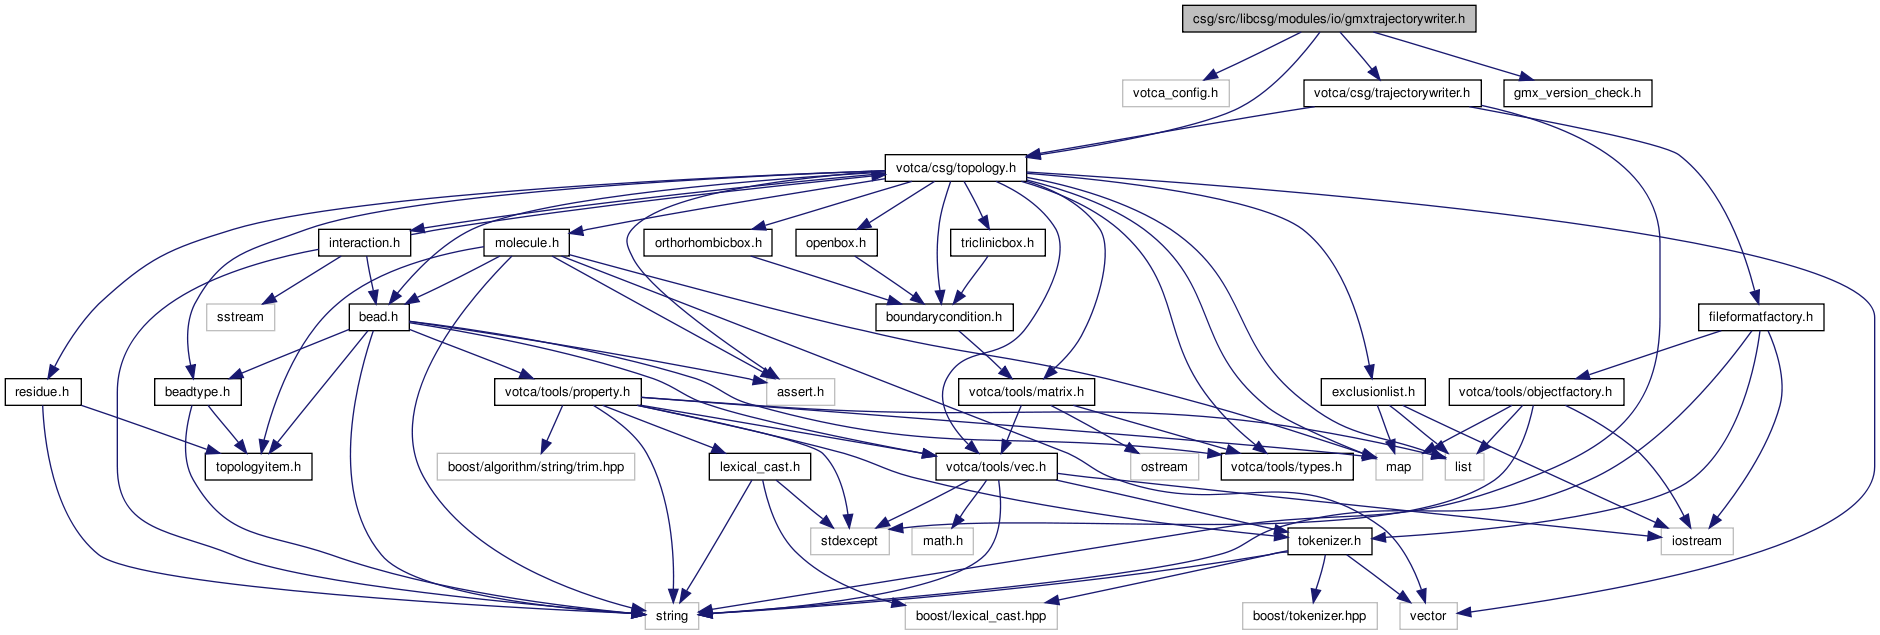 csg/src/libcsg/modules/io/gmxtrajectorywriter.h
votca_config.h
votca/csg/trajectorywriter.h
gmx_version_check.h
votca/csg/topology.h
interaction.h
molecule.h
orthorhombicbox.h
openbox.h
triclinicbox.h
sstream
bead.h
boundarycondition.h
fileformatfactory.h
residue.h
beadtype.h
votca/tools/property.h
assert.h
votca/tools/matrix.h
exclusionlist.h
votca/tools/objectfactory.h
topologyitem.h
boost/algorithm/string/trim.hpp
lexical_cast.h
votca/tools/vec.h
ostream
votca/tools/types.h
map
list
stdexcept
math.h
tokenizer.h
iostream
string
boost/lexical_cast.hpp
boost/tokenizer.hpp
vector